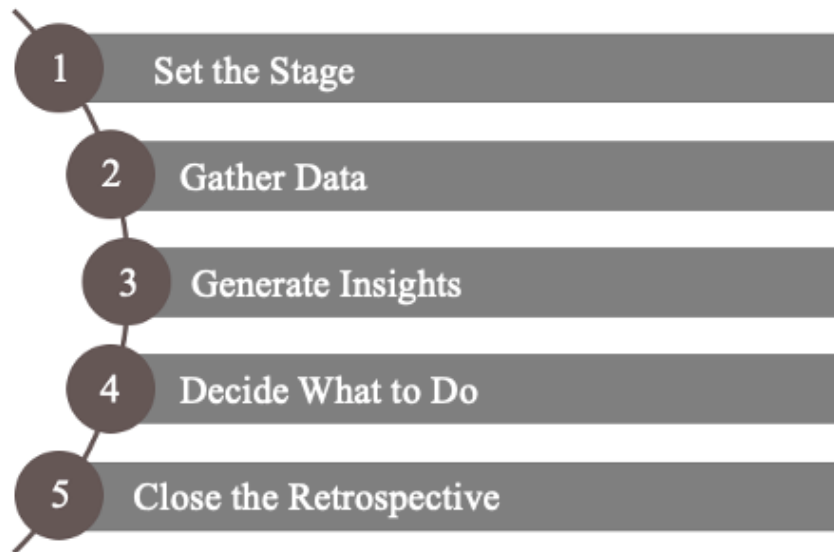 1 Set the Stage
2 Gather Data
3 Generate Insights
4 Decide What to Do
5 Close the Retrospective